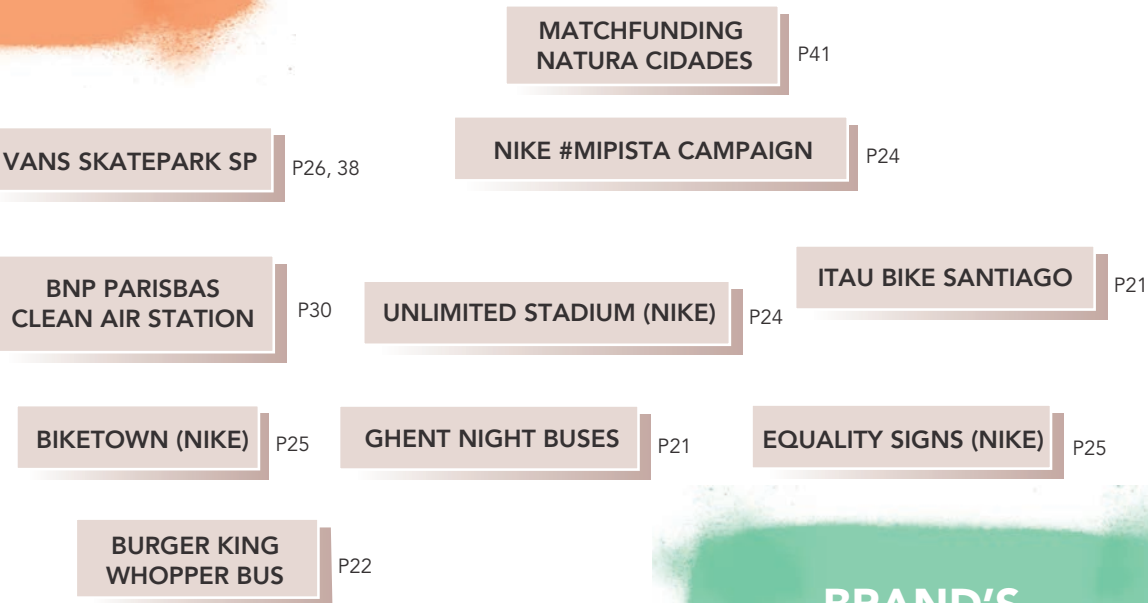 MATCHFUNDING
NATURA CIDADES
P41
VANS SKATEPARK SP
P26, 38
NIKE #MIPISTA CAMPAIGN
P24
BNP PARISBAS
CLEAN AIR STATION
P30
UNLIMITED STADIUM (NIKE)
P24
ITAU BIKE SANTIAGO
P21
BIKETOWN (NIKE)
P25
GHENT NIGHT BUSES
P21
EQUALITY SIGNS (NIKE)
P25
BURGER KING
WHOPPER BUS
P22
BRAND'S